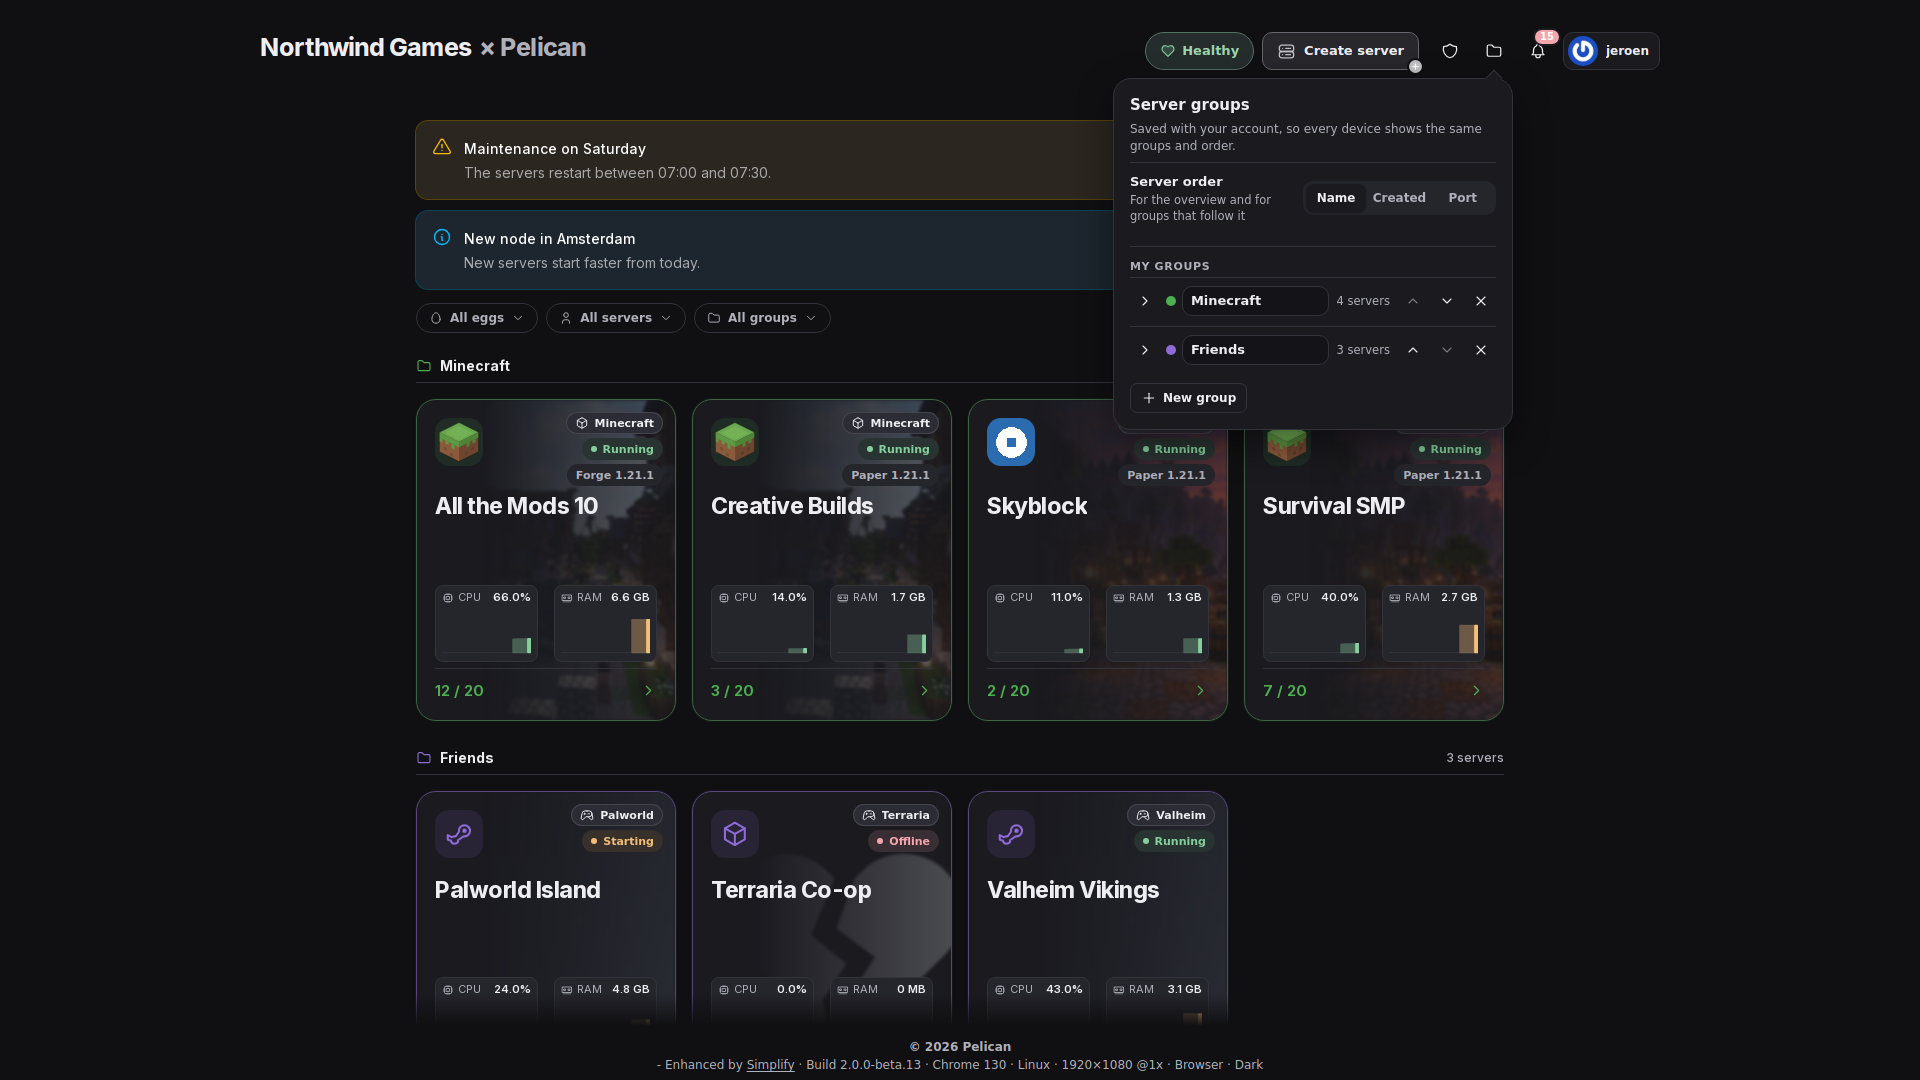 Northwind Games × Pelican
Healthy
Create server
15
jeroen
Server groups
Saved with your account, so every device shows the same
groups and order.
Server order
For the overview and for
groups that follow it
Name
Created
Port
MY GROUPS
Minecraft
4 servers
Friends
3 servers
New group
Maintenance on Saturday
The servers restart between 07:00 and 07:30.
New node in Amsterdam
New servers start faster from today.
All eggs
All servers
All groups
Minecraft
Minecraft
Running
Forge 1.21.1
All the Mods 10
CPU 66.0%
RAM 6.6 GB
12 / 20
Minecraft
Running
Paper 1.21.1
Creative Builds
CPU 14.0%
RAM 1.7 GB
3 / 20
Running
Paper 1.21.1
Skyblock
CPU 11.0%
RAM 1.3 GB
2 / 20
Running
Paper 1.21.1
Survival SMP
CPU 40.0%
RAM 2.7 GB
7 / 20
Friends
3 servers
Palworld
Starting
Palworld Island
CPU 24.0%
RAM 4.8 GB
Terraria
Offline
Terraria Co-op
CPU 0.0%
RAM 0 MB
Valheim
Running
Valheim Vikings
CPU 43.0%
RAM 3.1 GB
© 2026 Pelican
- Enhanced by Simplify · Build 2.0.0-beta.13 · Chrome 130 · Linux · 1920×1080 @1x · Browser · Dark